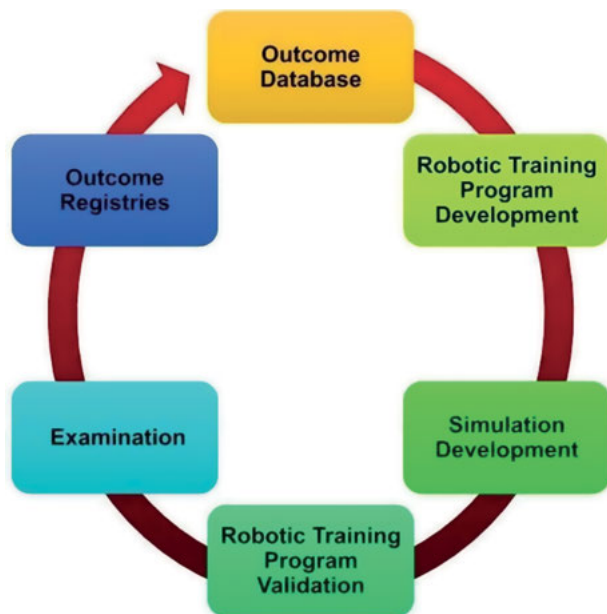 Outcome
Database
Robotic Training
Program
Development
Simulation
Development
Robotic Training
Program
Validation
Examination
Outcome
Registries